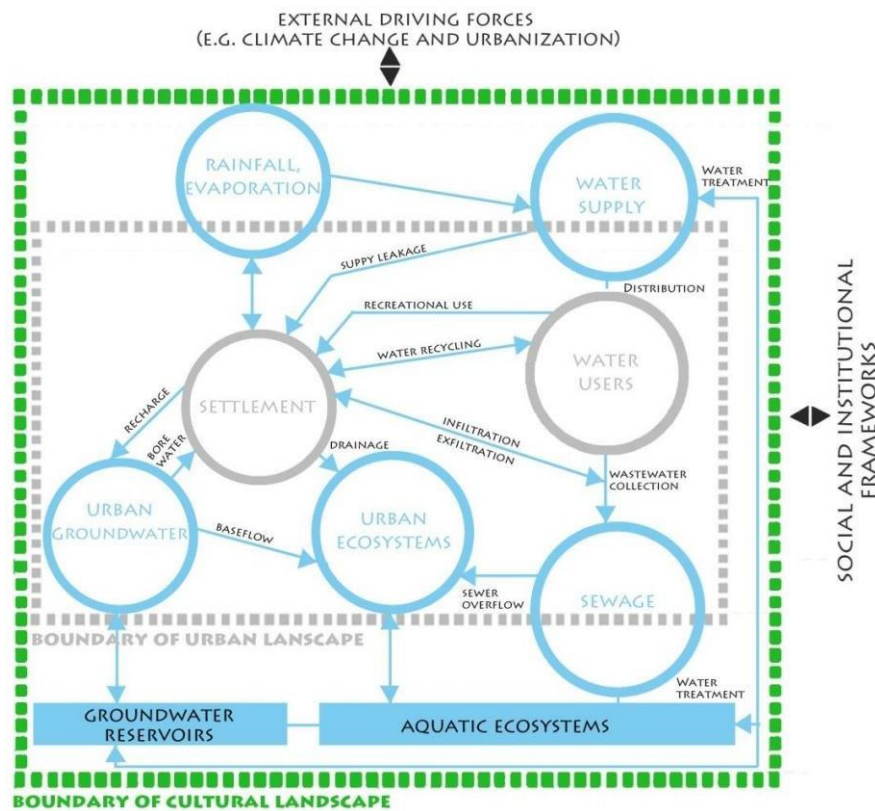 EXTERNAL DRIVING FORCES
(E.G. CLIMATE CHANGE AND URBANIZATION)
RAINFALL,
EVAPORATION
WATER
SUPPLY
WATER
TREATMENT
SUPPY LEAKAGE
DISTRIBUTION
RECREATIONAL USE
WATER RECYCLING
WATER
USERS
SETTLEMENT
RECHARGE
BORE
WATER
DRAINAGE
INFILTRATION
EXFILTRATION
WASTEWATER
COLLECTION
URBAN
GROUNDWATER
BASEFLOW
URBAN
ECOSYSTEMS
SEWER
OVERFLOW
SEWAGE
BOUNDARY OF URBAN LANSCAPE
WATER
TREATMENT
GROUNDWATER
RESERVOIRS
AQUATIC ECOSYSTEMS
BOUNDARY OF CULTURAL LANDSCAPE
SOCIAL AND INSTITUTIONAL
FRAMEWORKS